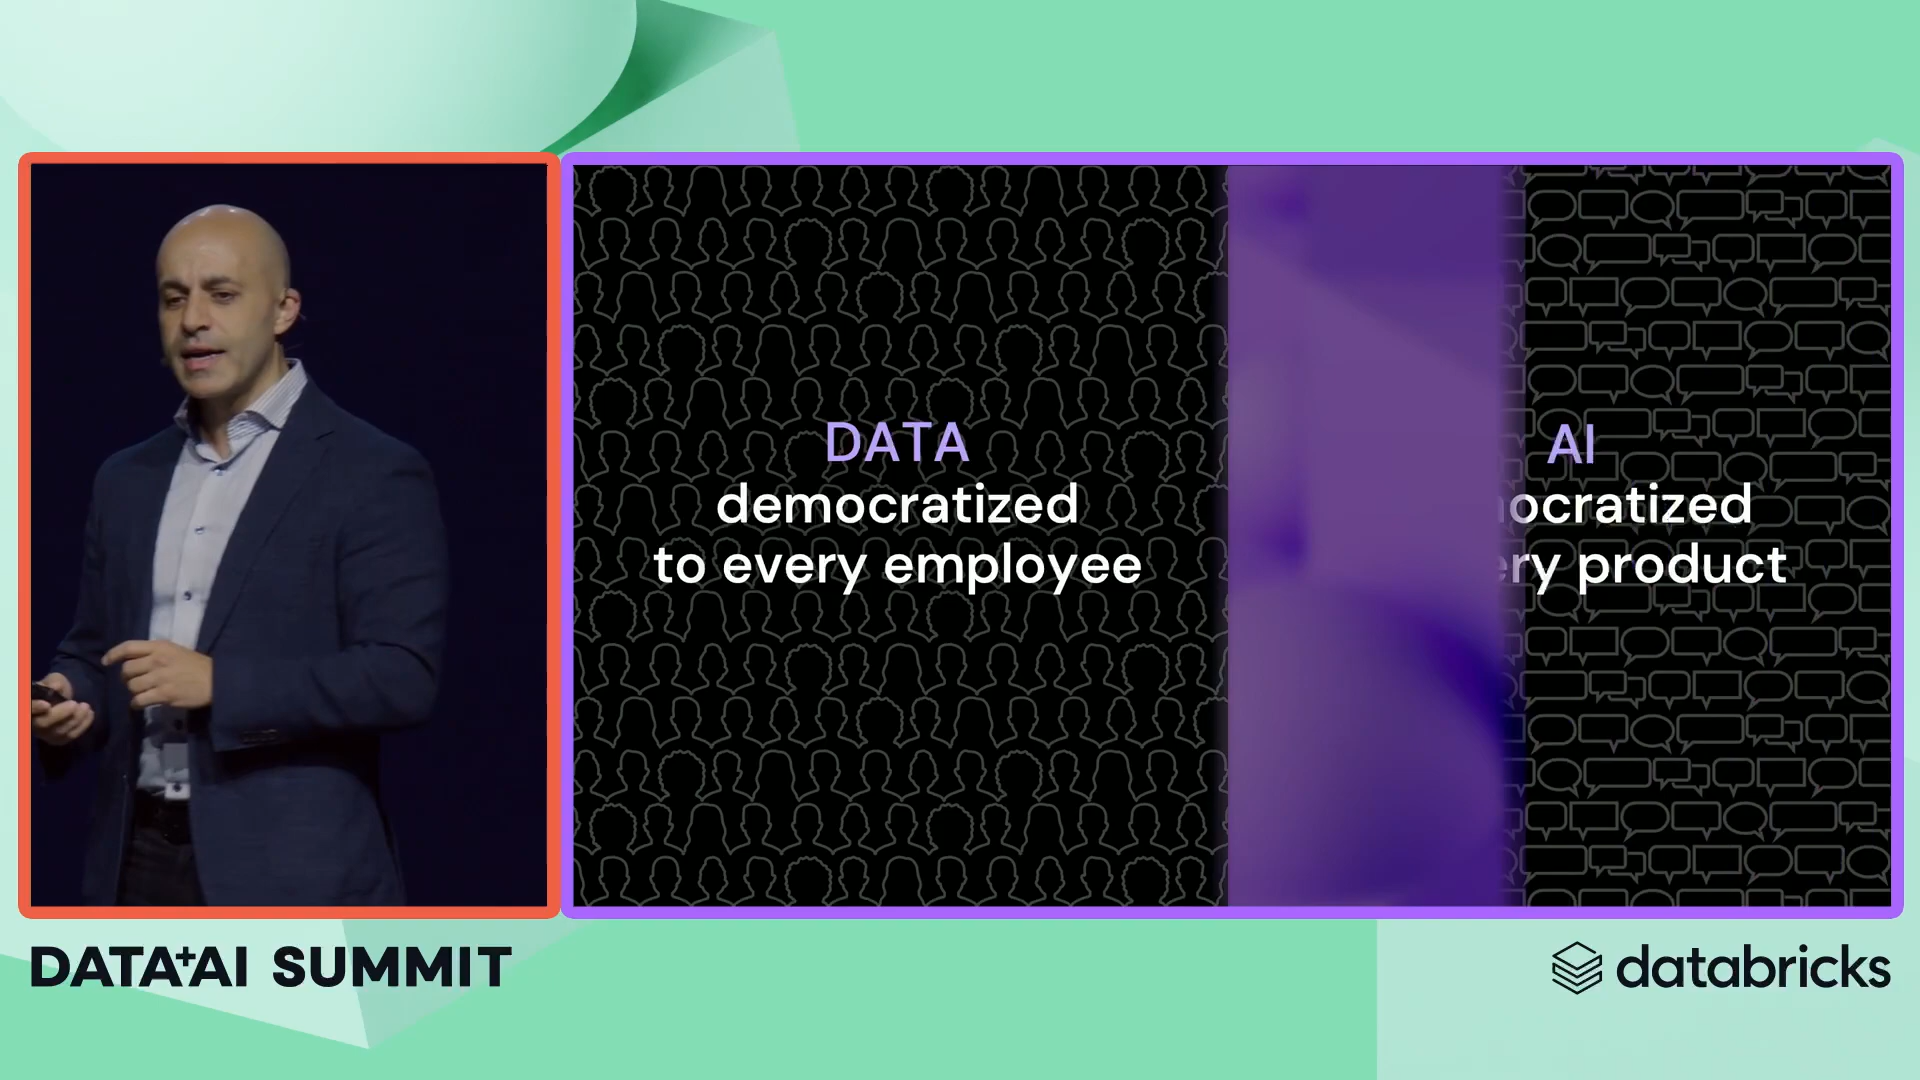 DATA
democratized
to every employee
AI
ocratized
ry product
DATA+AI SUMMIT
databricks